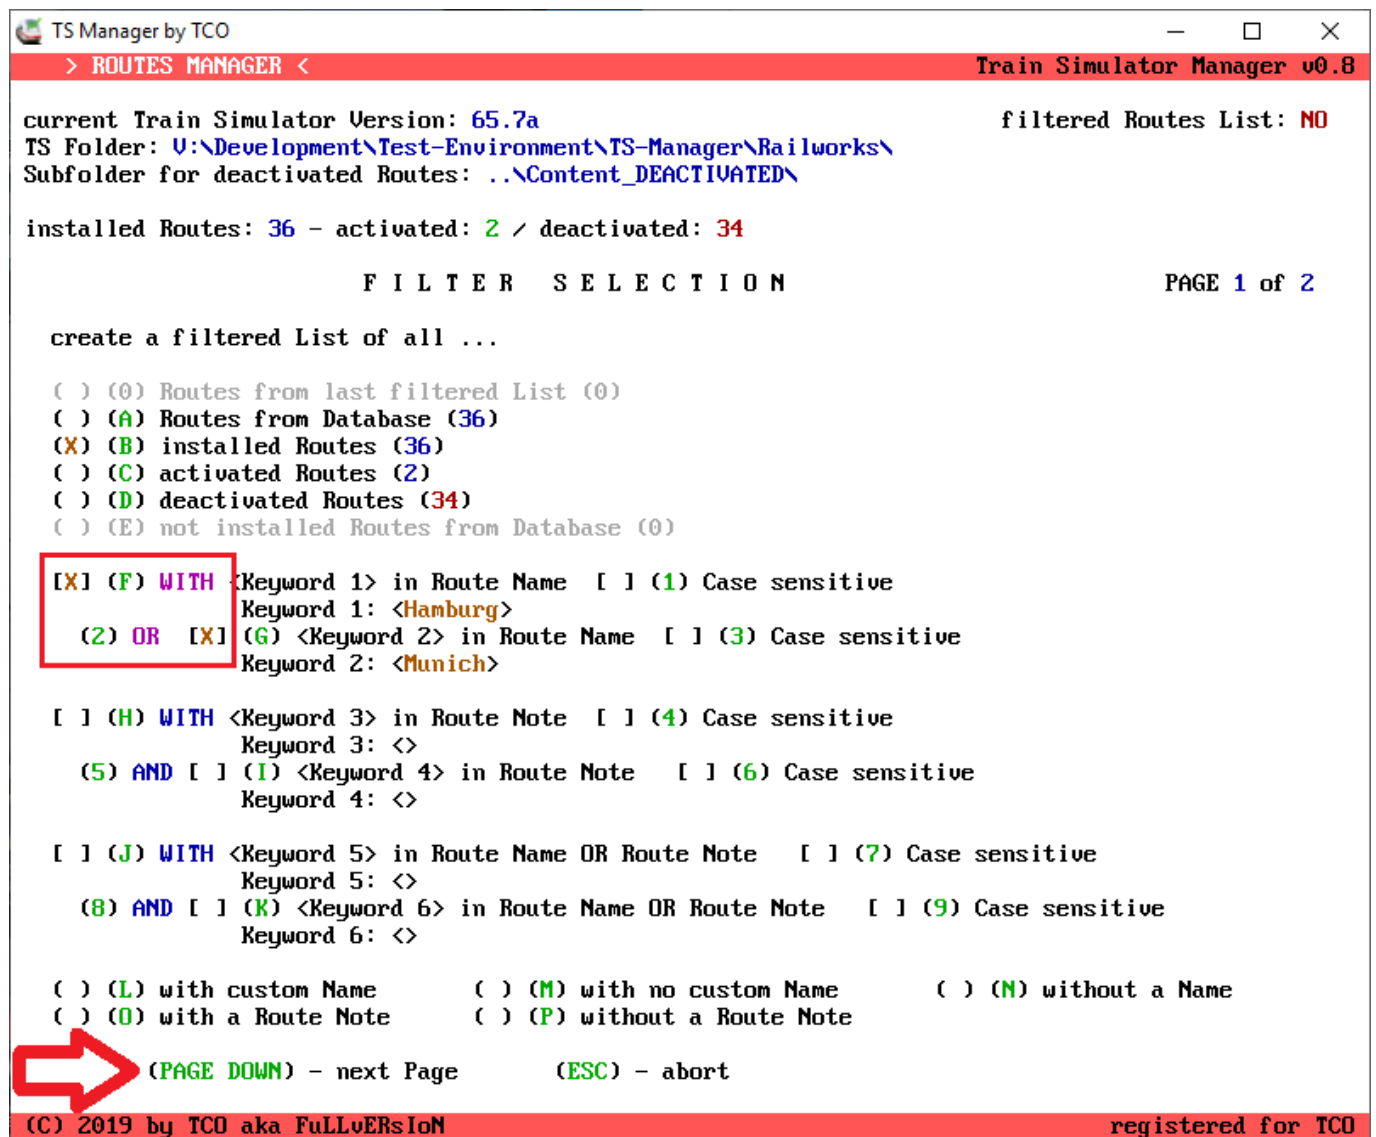 TS Manager by TCO
> ROUTES MANAGER < Train Simulator Manager v0.8
current Train Simulator Version: 65.7a filtered Routes List: NO
TS Folder: V:\Development\Test-Environment\TS-Manager\Railworks\
Subfolder for deactivated Routes: ..\Content_DEACTIVATED\
installed Routes: 36 - activated: 2 / deactivated: 34
F I L T E R  S E L E C T I O N PAGE 1 of 2
create a filtered List of all ...
( ) (0) Routes from last filtered List (0)
( ) (A) Routes from Database (36)
(X) (B) installed Routes (36)
( ) (C) activated Routes (2)
( ) (D) deactivated Routes (34)
( ) (E) not installed Routes from Database (0)
[X] (F) WITH <Keyword 1> in Route Name [ ] (1) Case sensitive
Keyword 1: <Hamburg>
(2) OR [X] (G) <Keyword 2> in Route Name [ ] (3) Case sensitive
Keyword 2: <Munich>
[ ] (H) WITH <Keyword 3> in Route Note [ ] (4) Case sensitive
Keyword 3: <>
(5) AND [ ] (I) <Keyword 4> in Route Note [ ] (6) Case sensitive
Keyword 4: <>
[ ] (J) WITH <Keyword 5> in Route Name OR Route Note [ ] (7) Case sensitive
Keyword 5: <>
(8) AND [ ] (K) <Keyword 6> in Route Name OR Route Note [ ] (9) Case sensitive
Keyword 6: <>
( ) (L) with custom Name ( ) (M) with no custom Name ( ) (N) without a Name
( ) (O) with a Route Note ( ) (P) without a Route Note
(PAGE DOWN) - next Page (ESC) - abort
(C) 2019 by TCO aka FuLLvERsIoN registered for TCO